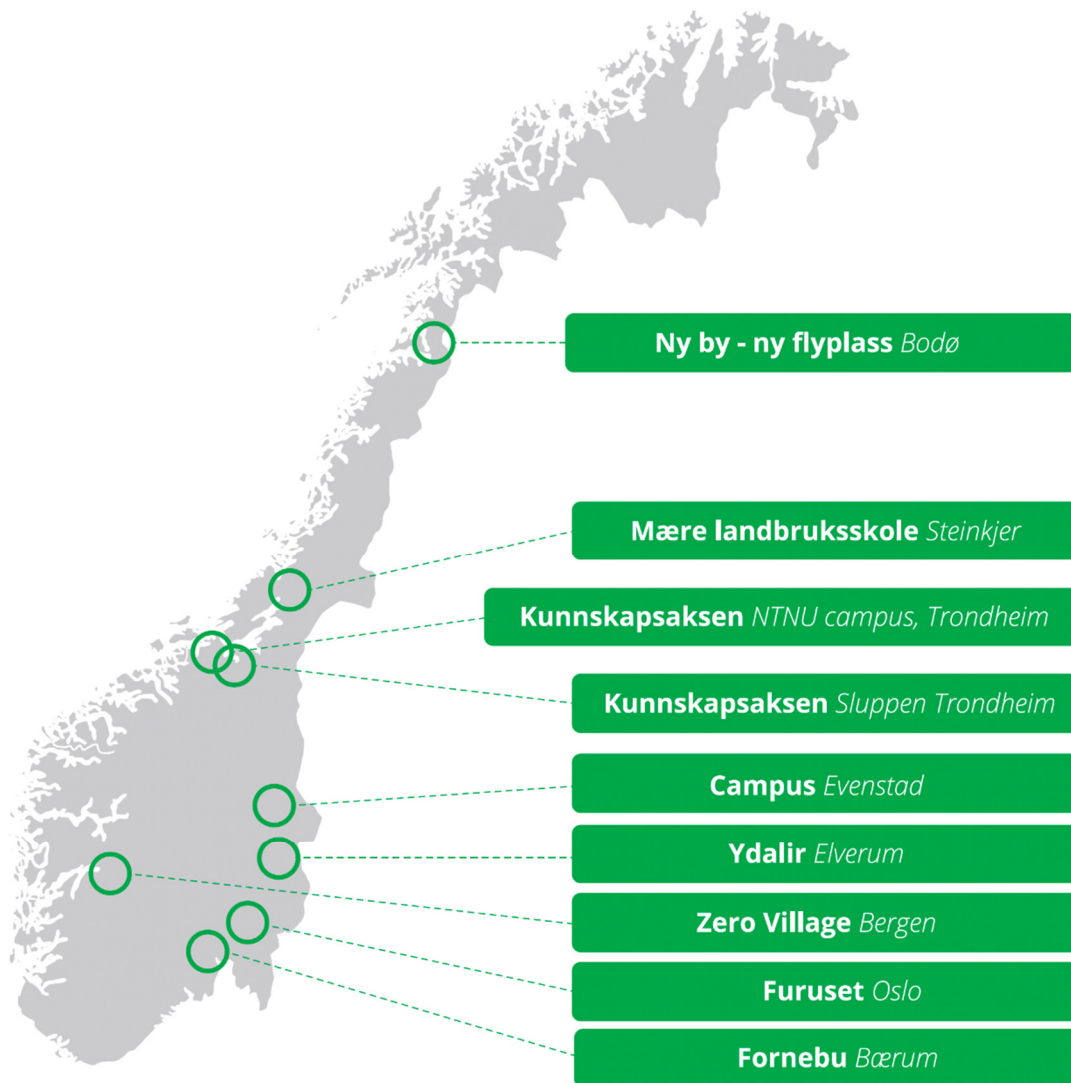 Ny by - ny flyplass Bodø
Mære landbruksskole Steinkjer
Kunnskapsaksen NTNU campus, Trondheim
Kunnskapsaksen Sluppen Trondheim
Campus Evenstad
Ydalir Elverum
Zero Village Bergen
Furuset Oslo
Fornebu Bærum